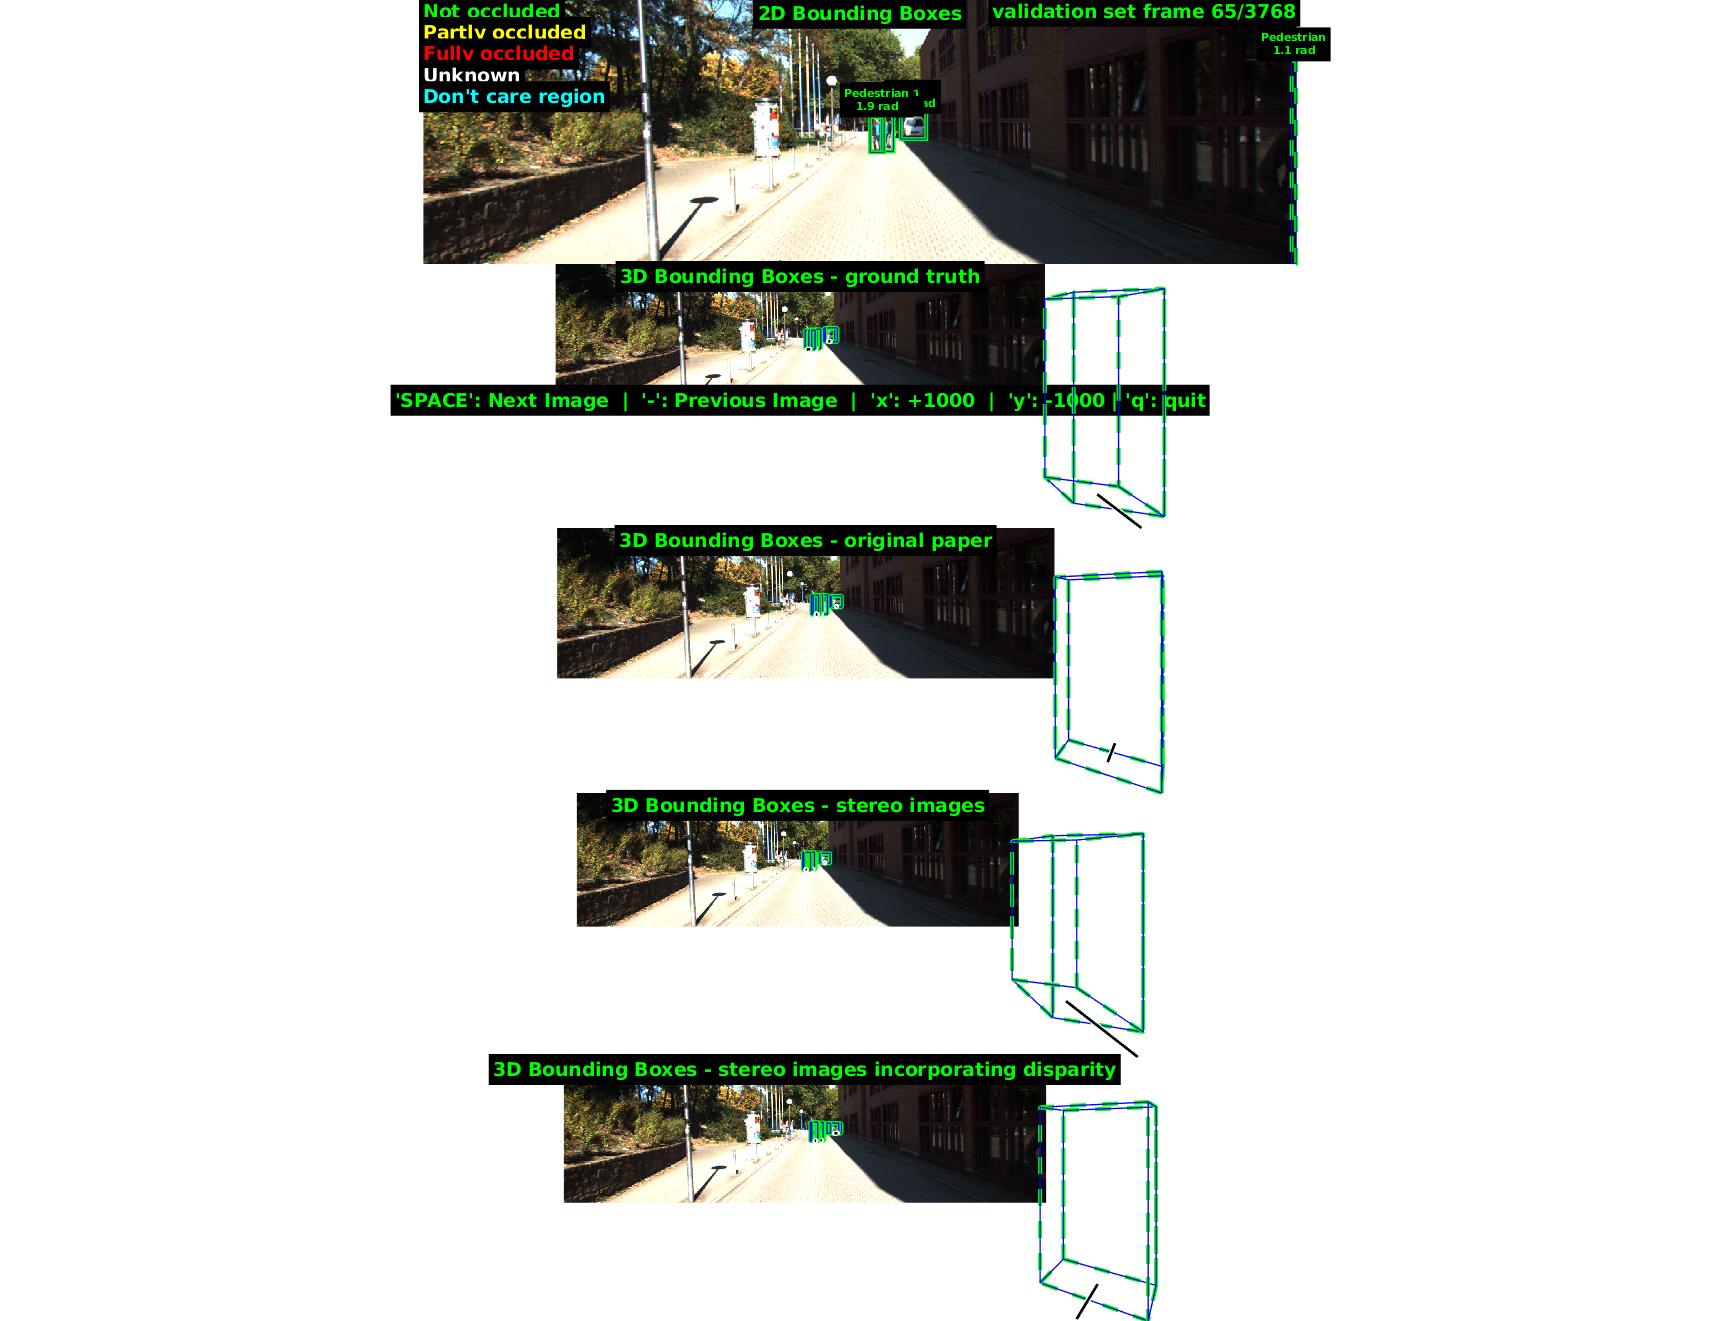 Not occluded
Partly occluded
Fully occluded
Unknown
Don't care region
2D Bounding Boxes
validation set frame 65/3768
Pedestrian
1.1 rad
Pedestrian
1.9 rad
ad
3D Bounding Boxes - ground truth
'SPACE': Next Image | '-': Previous Image | 'x': +1000 | 'y': -1000 | 'q': quit
3D Bounding Boxes - original paper
3D Bounding Boxes - stereo images
3D Bounding Boxes - stereo images incorporating disparity